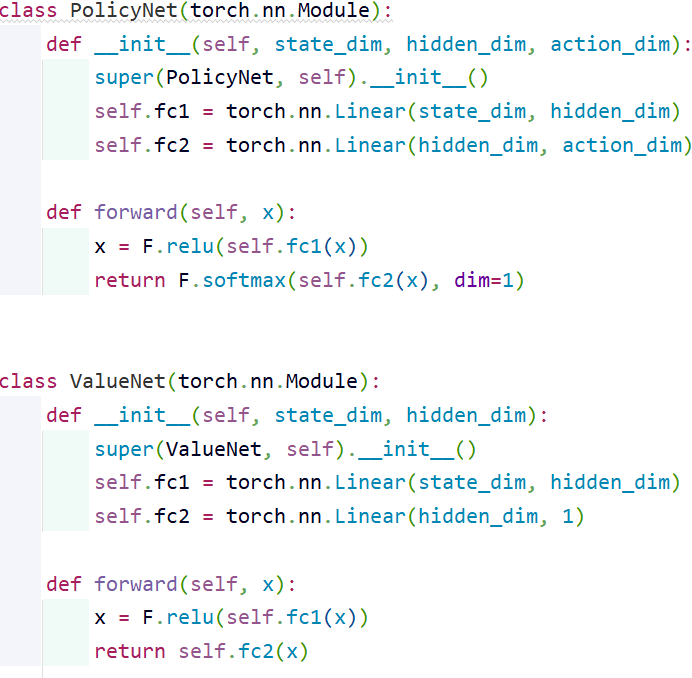 class PolicyNet(torch.nn.Module):
    def __init__(self, state_dim, hidden_dim, action_dim):
        super(PolicyNet, self).__init__()
        self.fc1 = torch.nn.Linear(state_dim, hidden_dim)
        self.fc2 = torch.nn.Linear(hidden_dim, action_dim)
    def forward(self, x):
        x = F.relu(self.fc1(x))
        return F.softmax(self.fc2(x), dim=1)
class ValueNet(torch.nn.Module):
    def __init__(self, state_dim, hidden_dim):
        super(ValueNet, self).__init__()
        self.fc1 = torch.nn.Linear(state_dim, hidden_dim)
        self.fc2 = torch.nn.Linear(hidden_dim, 1)
    def forward(self, x):
        x = F.relu(self.fc1(x))
        return self.fc2(x)